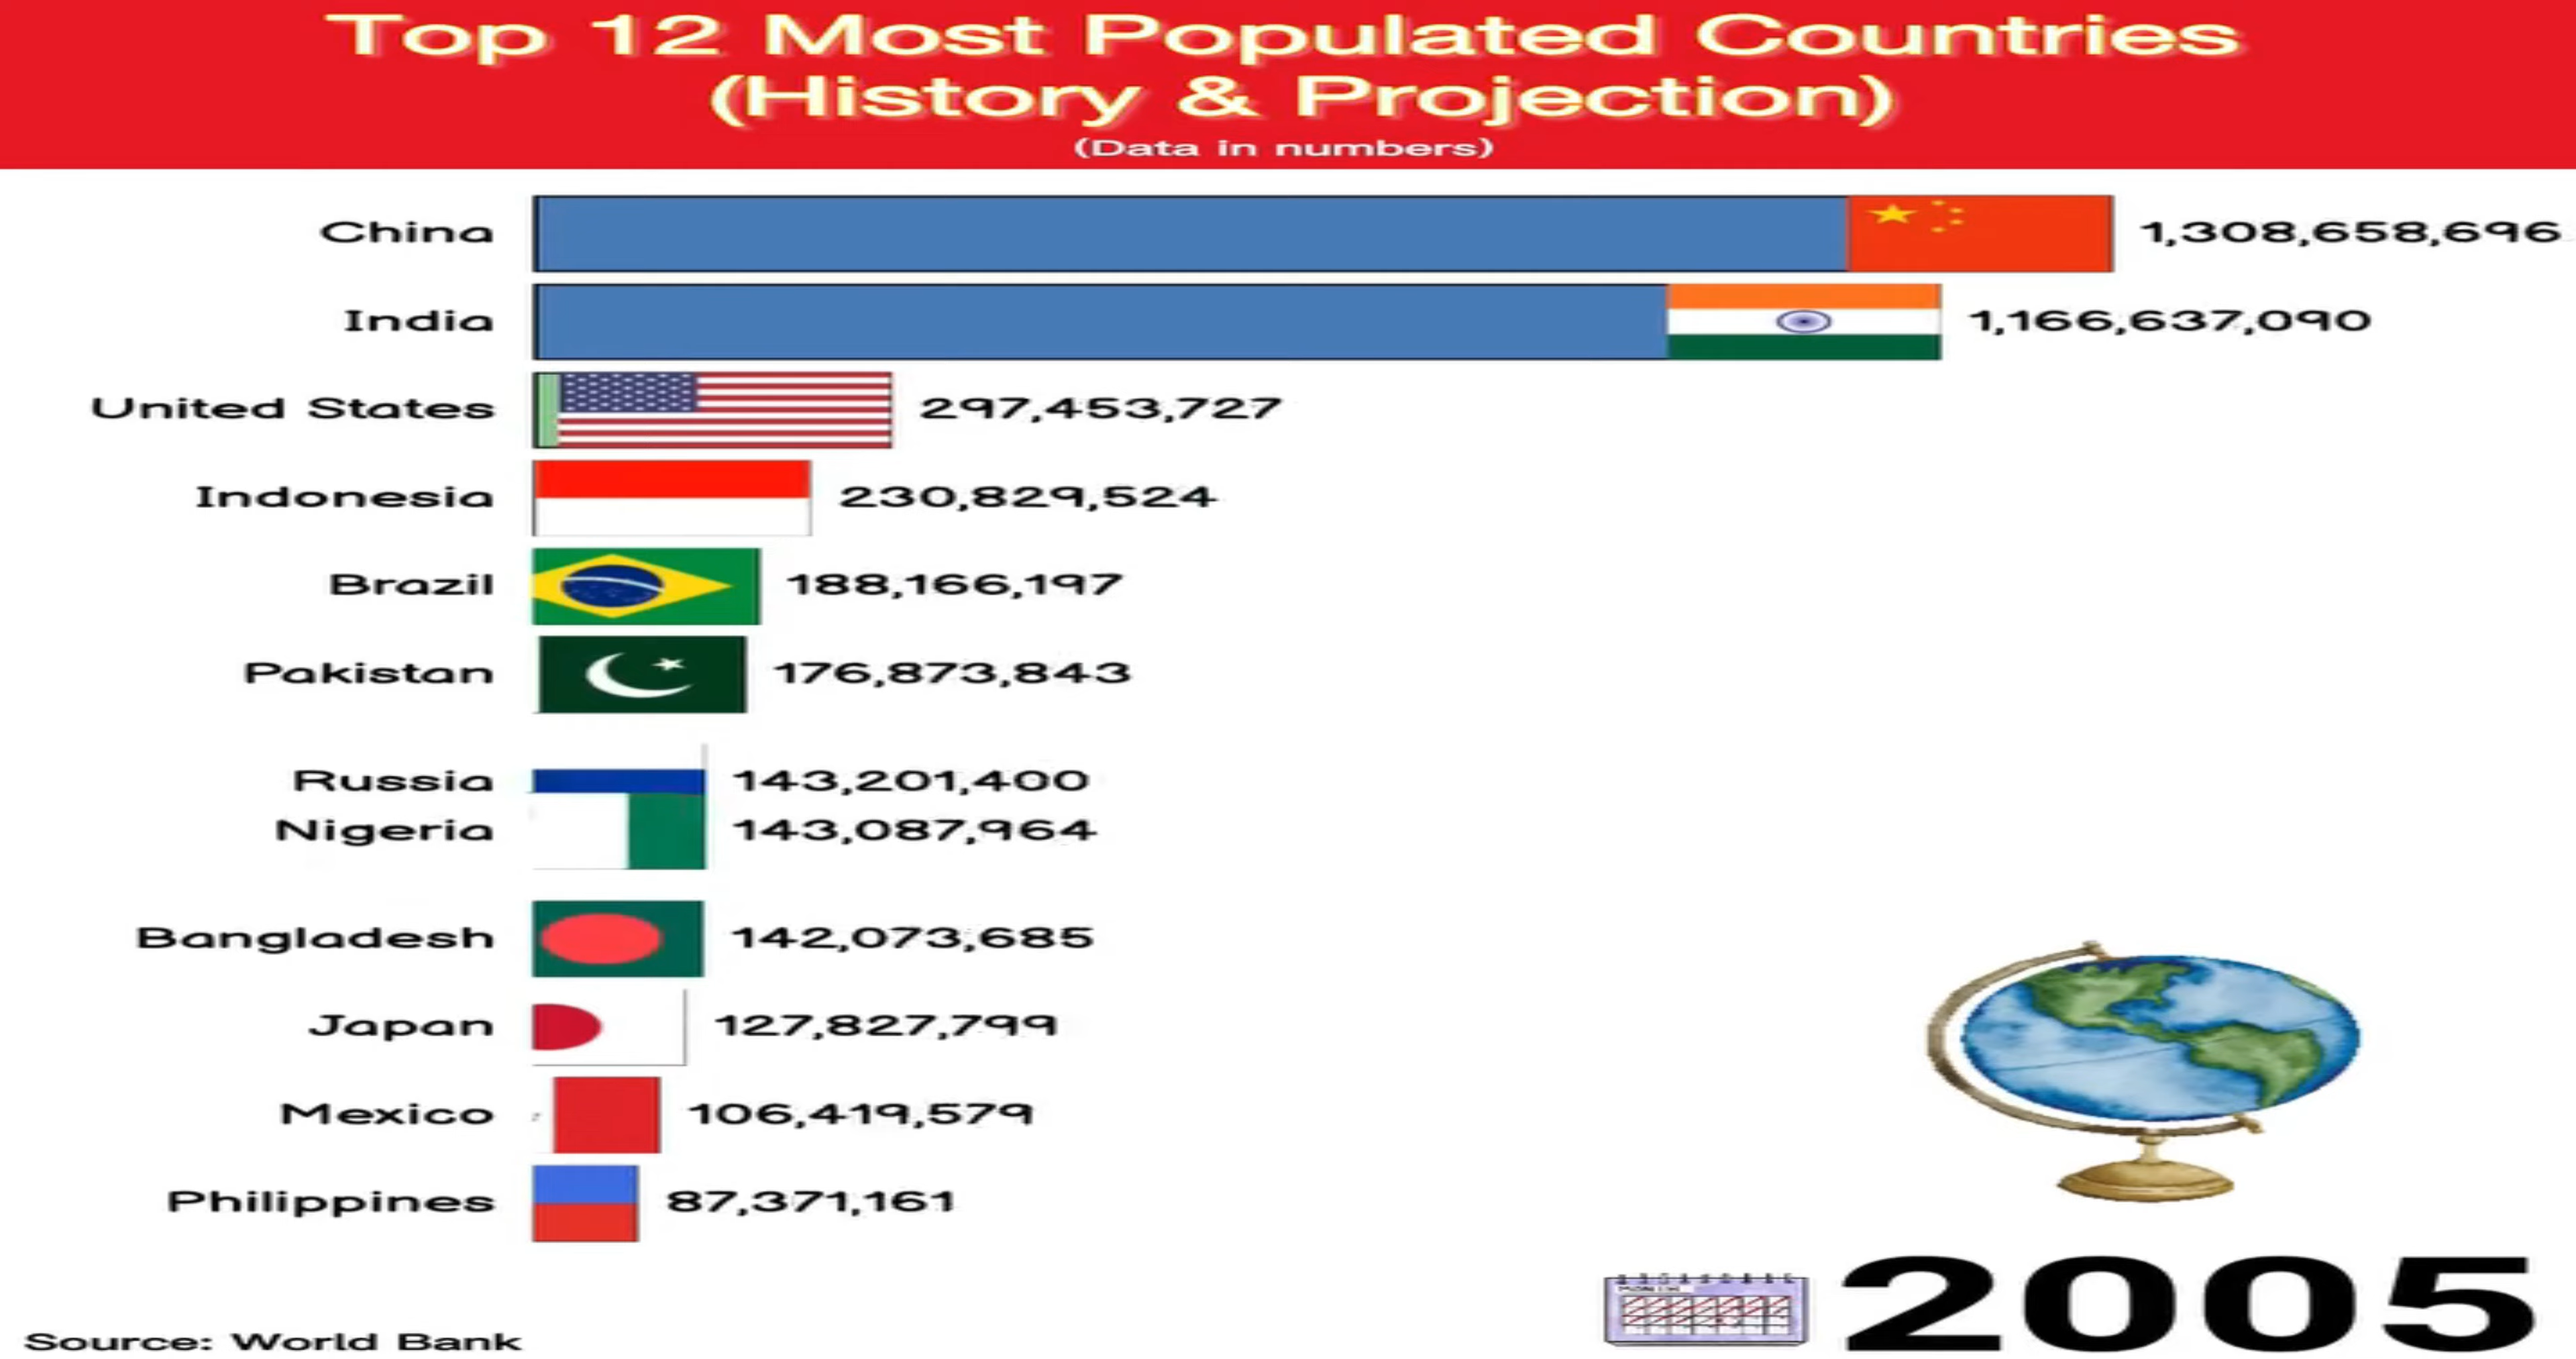 Top 12 Most Populated Countries
(History & Projection)
(Data in numbers)
China 1,308,658,696
India 1,166,637,090
United States 297,453,727
Indonesia 230,829,524
Brazil 188,166,197
Pakistan 176,873,843
Russia 143,201,400
Nigeria 143,087,964
Bangladesh 142,073,685
Japan 127,827,799
Mexico 106,419,579
Philippines 87,371,161
2005
Source: World Bank